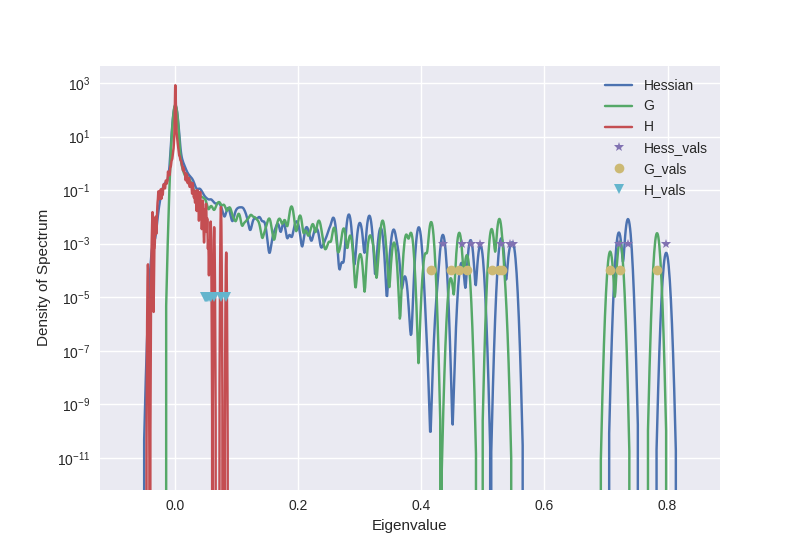 10³
10¹
10⁻¹
10⁻³
10⁻⁵
10⁻⁷
10⁻⁹
10⁻¹¹
Density of Spectrum
Hessian
G
H
Hess_vals
G_vals
H_vals
0.0 0.2 0.4 0.6 0.8
Eigenvalue